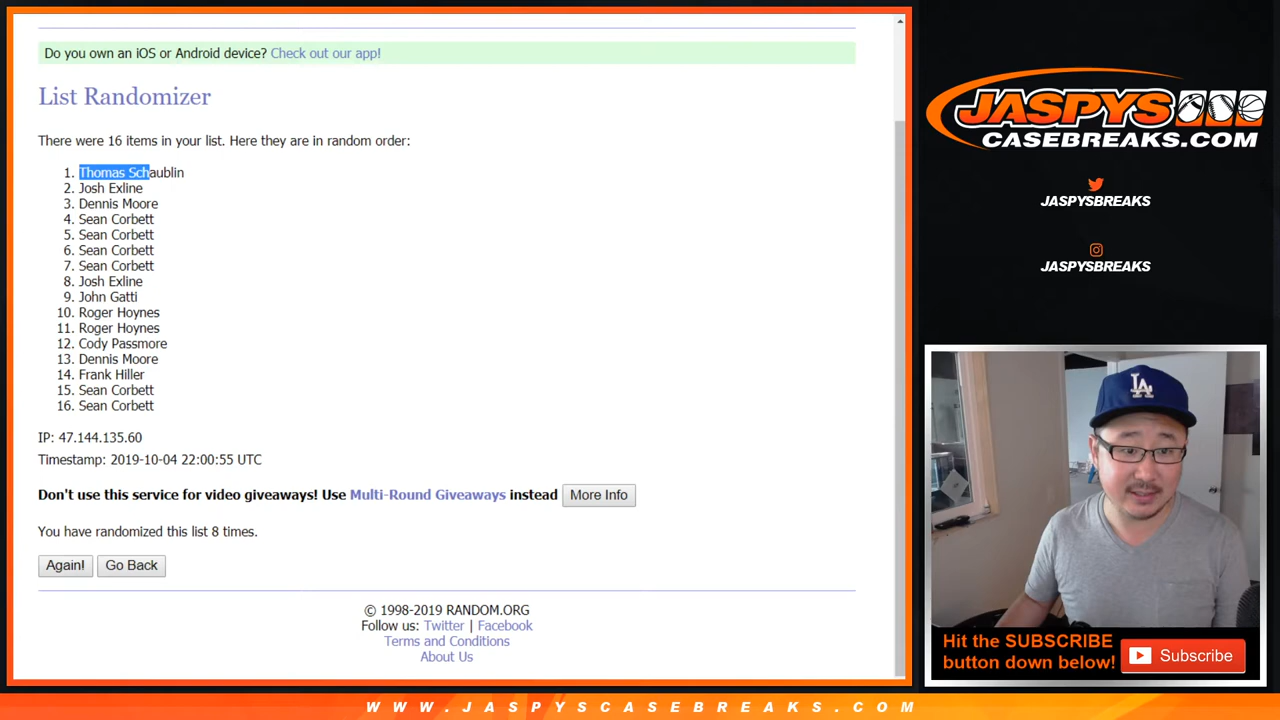 Do you own an iOS or Android device? Check out our app!
List Randomizer
There were 16 items in your list. Here they are in random order:
1. Thomas Schaublin
2. Josh Exline
3. Dennis Moore
4. Sean Corbett
5. Sean Corbett
6. Sean Corbett
7. Sean Corbett
8. Josh Exline
9. John Gatti
10. Roger Hoynes
11. Roger Hoynes
12. Cody Passmore
13. Dennis Moore
14. Frank Hiller
15. Sean Corbett
16. Sean Corbett
IP: 47.144.135.60
Timestamp: 2019-10-04 22:00:55 UTC
Don't use this service for video giveaways! Use Multi-Round Giveaways instead More Info
You have randomized this list 8 times.
Again! Go Back
© 1998-2019 RANDOM.ORG
Follow us: Twitter | Facebook
Terms and Conditions
About Us
JASPYS
CASEBREAKS.COM
JASPYSBREAKS
JASPYSBREAKS
LA
Hit the SUBSCRIBE
button down below!
Subscribe
WWW.JASPYSCASEBREAKS.COM